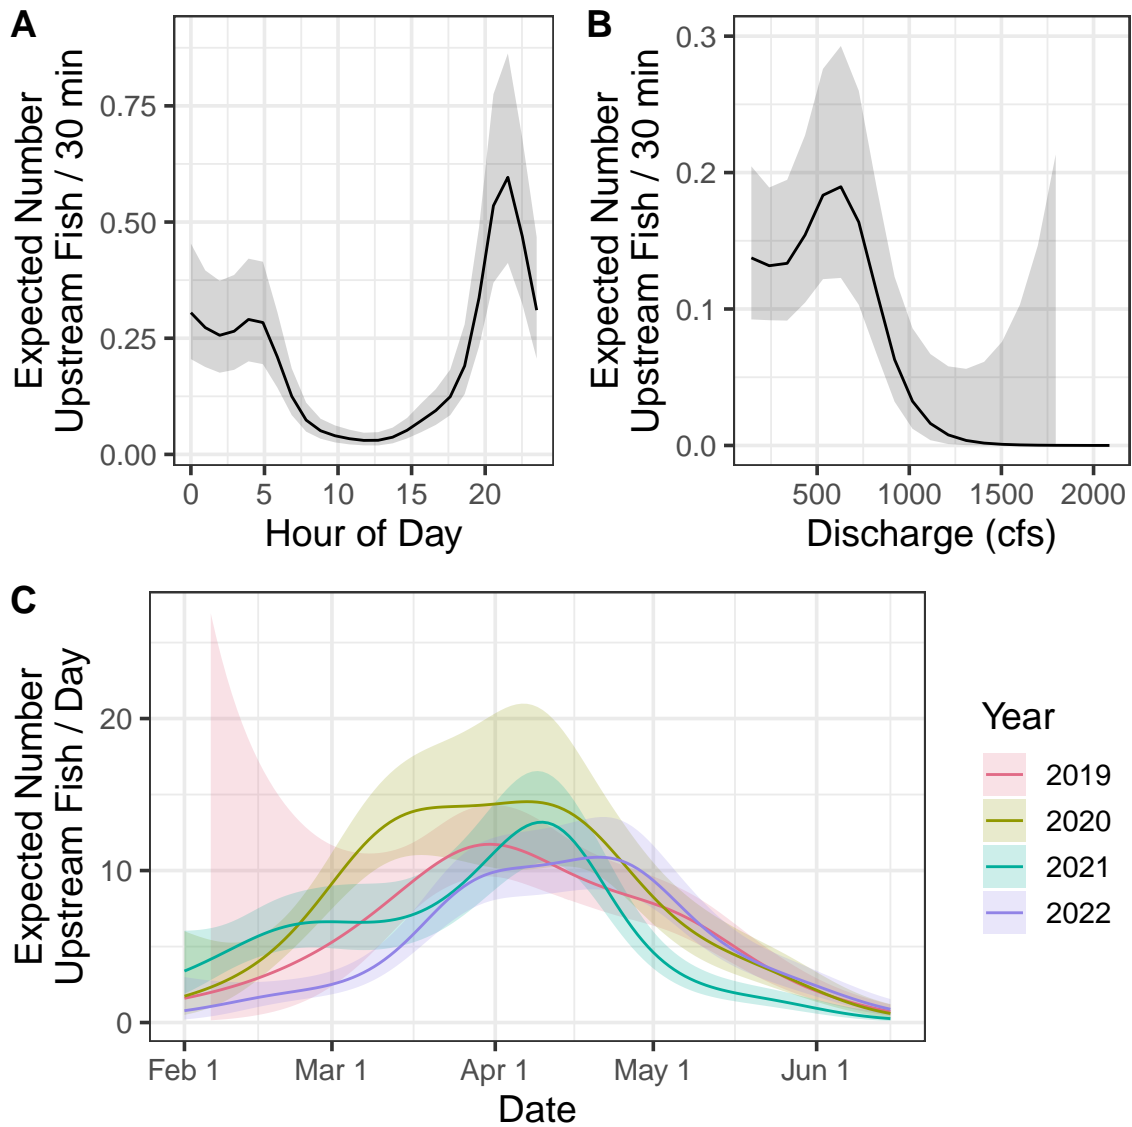 A
Expected Number
Upstream Fish / 30 min
0.75
0.50
0.25
0.00
0 5 10 15 20
Hour of Day
B
Expected Number
Upstream Fish / 30 min
0.3
0.2
0.1
0.0
500 1000 1500 2000
Discharge (cfs)
C
Expected Number
Upstream Fish / Day
20
10
0
Feb 1 Mar 1 Apr 1 May 1 Jun 1
Date
Year
2019
2020
2021
2022